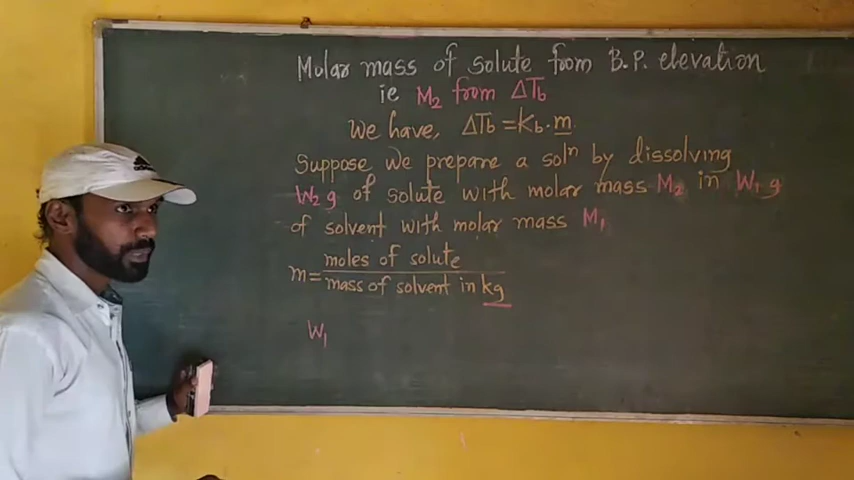 Molar mass of solute from B.P. elevation
ie M₂ from ΔTb
We have, ΔTb = Kb . m
Suppose we prepare a solⁿ by dissolving
W₂ g of solute with molar mass M₂ in W₁ g
of solvent with molar mass M₁
m = moles of solute
mass of solvent in kg
W₁